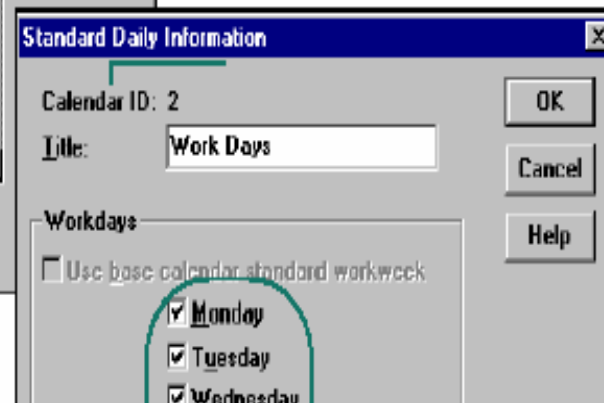 Standard Daily Information
Calendar ID: 2
OK
Title: Work Days
Cancel
Workdays
Help
Use base calendar standard workweek
Monday
Tuesday
Wednesday